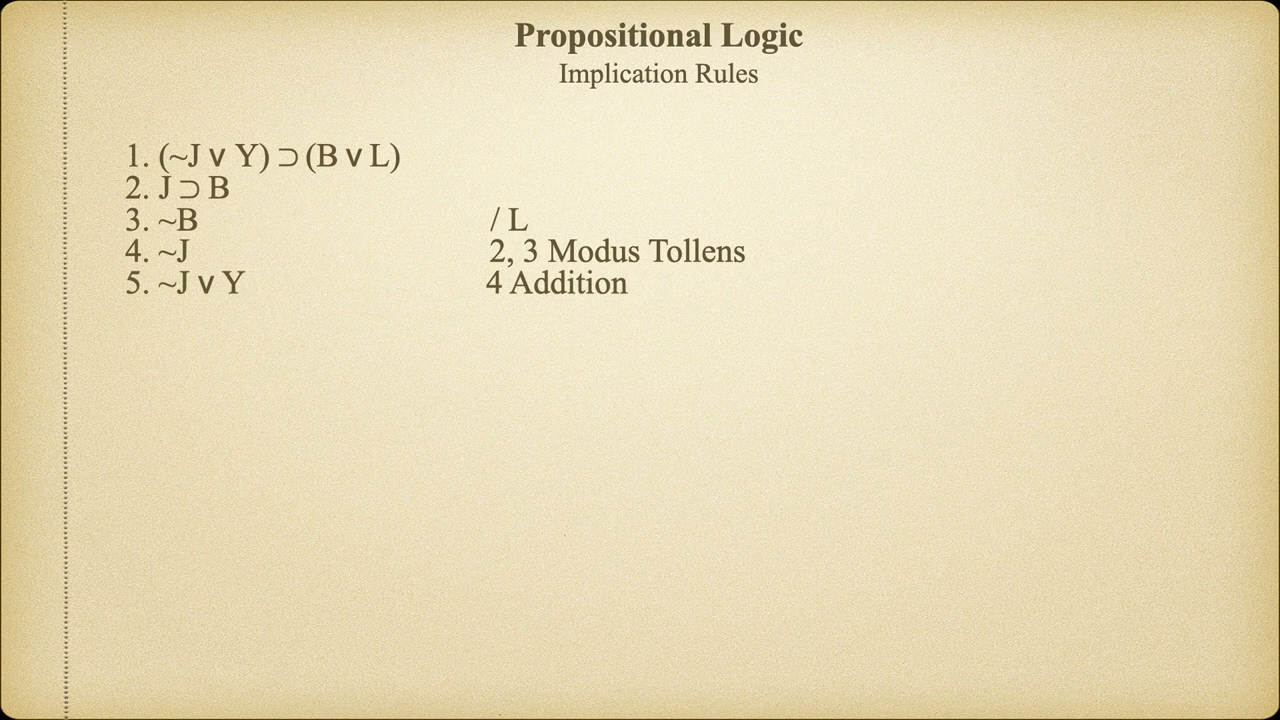 Propositional Logic
Implication Rules
1. (~J v Y) ⊃ (B v L)
2. J ⊃ B
3. ~B / L
4. ~J 2, 3 Modus Tollens
5. ~J v Y 4 Addition